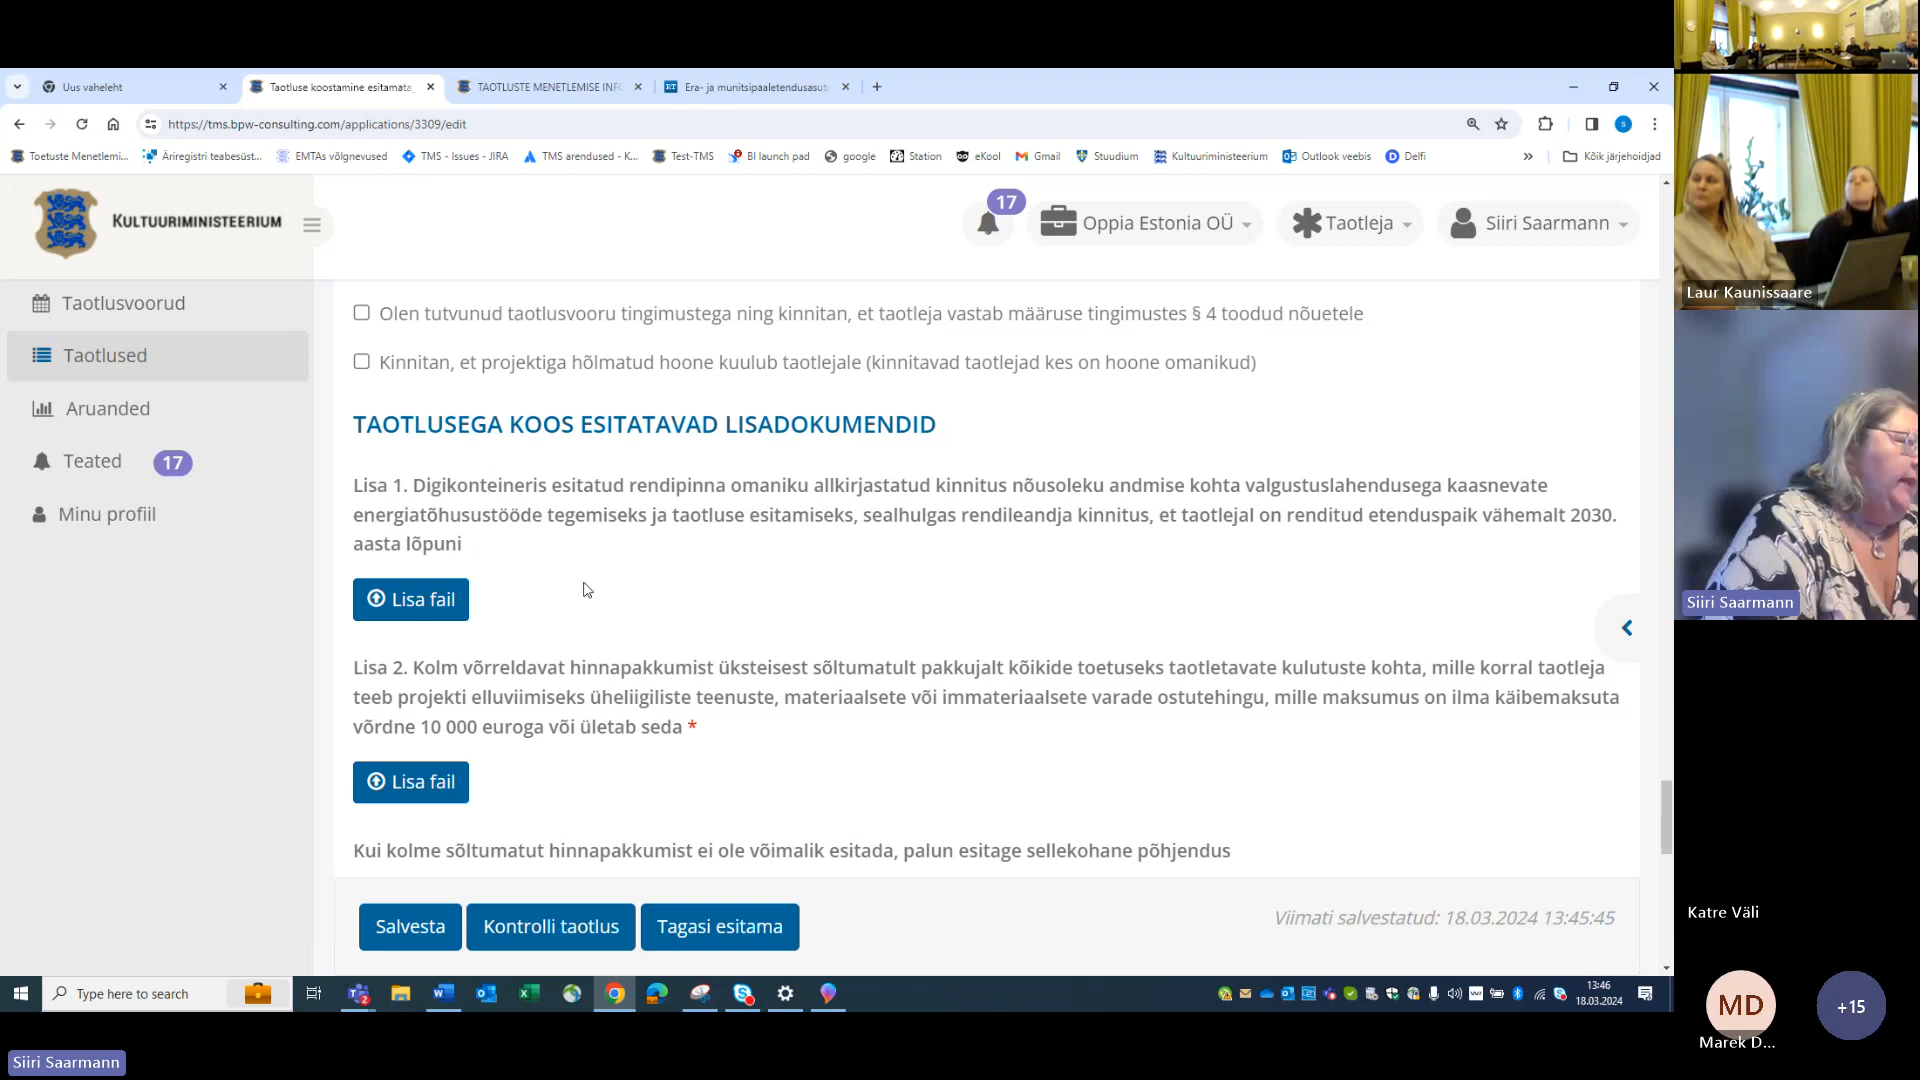 Uus vaheleht
Taotluse koostamine esitamata
TAOTLUSTE MENETLEMISE INFO
Era- ja munitsipaaletendusasutu
https://tms.bpw-consulting.com/applications/3309/edit
Toetuste Menetlemi...
Äriregistri teabesüst...
EMTAs võlgnevused
TMS - Issues - JIRA
TMS arendused - K...
Test-TMS
BI launch pad
google
Station
eKool
Gmail
Stuudium
Kultuuriministeerium
Outlook veebis
Delfi
Kõik järjehoidjad
KULTUURIMINISTEERIUM
17
Oppia Estonia OÜ
Taotleja
Siiri Saarmann
Taotlusvoorud
Taotlused
Aruanded
Teated 17
Minu profiil
Olen tutvunud taotlusvooru tingimustega ning kinnitan, et taotleja vastab määruse tingimustes § 4 toodud nõuetele
Kinnitan, et projektiga hõlmatud hoone kuulub taotlejale (kinnitavad taotlejad kes on hoone omanikud)
TAOTLUSEGA KOOS ESITATAVAD LISADOKUMENDID
Lisa 1. Digikonteineris esitatud rendipinna omaniku allkirjastatud kinnitus nõusoleku andmise kohta valgustuslahendusega kaasnevate
energiatõhusustööde tegemiseks ja taotluse esitamiseks, sealhulgas rendileandja kinnitus, et taotlejal on renditud etenduspaik vähemalt 2030.
aasta lõpuni
Lisa fail
Lisa 2. Kolm võrreldavat hinnapakkumist üksteisest sõltumatult pakkujalt kõikide toetuseks taotletavate kulutuste kohta, mille korral taotleja
teeb projekti elluviimiseks üheliigiliste teenuste, materiaalsete või immateriaalsete varade ostutehingu, mille maksumus on ilma käibemaksuta
võrdne 10 000 euroga või ületab seda *
Lisa fail
Kui kolme sõltumatut hinnapakkumist ei ole võimalik esitada, palun esitage sellekohane põhjendus
Salvesta
Kontrolli taotlus
Tagasi esitama
Viimati salvestatud: 18.03.2024 13:45:45
Type here to search
13:46
18.03.2024
Laur Kaunissaare
Siiri Saarmann
Katre Väli
MD
Marek D...
+15
Siiri Saarmann